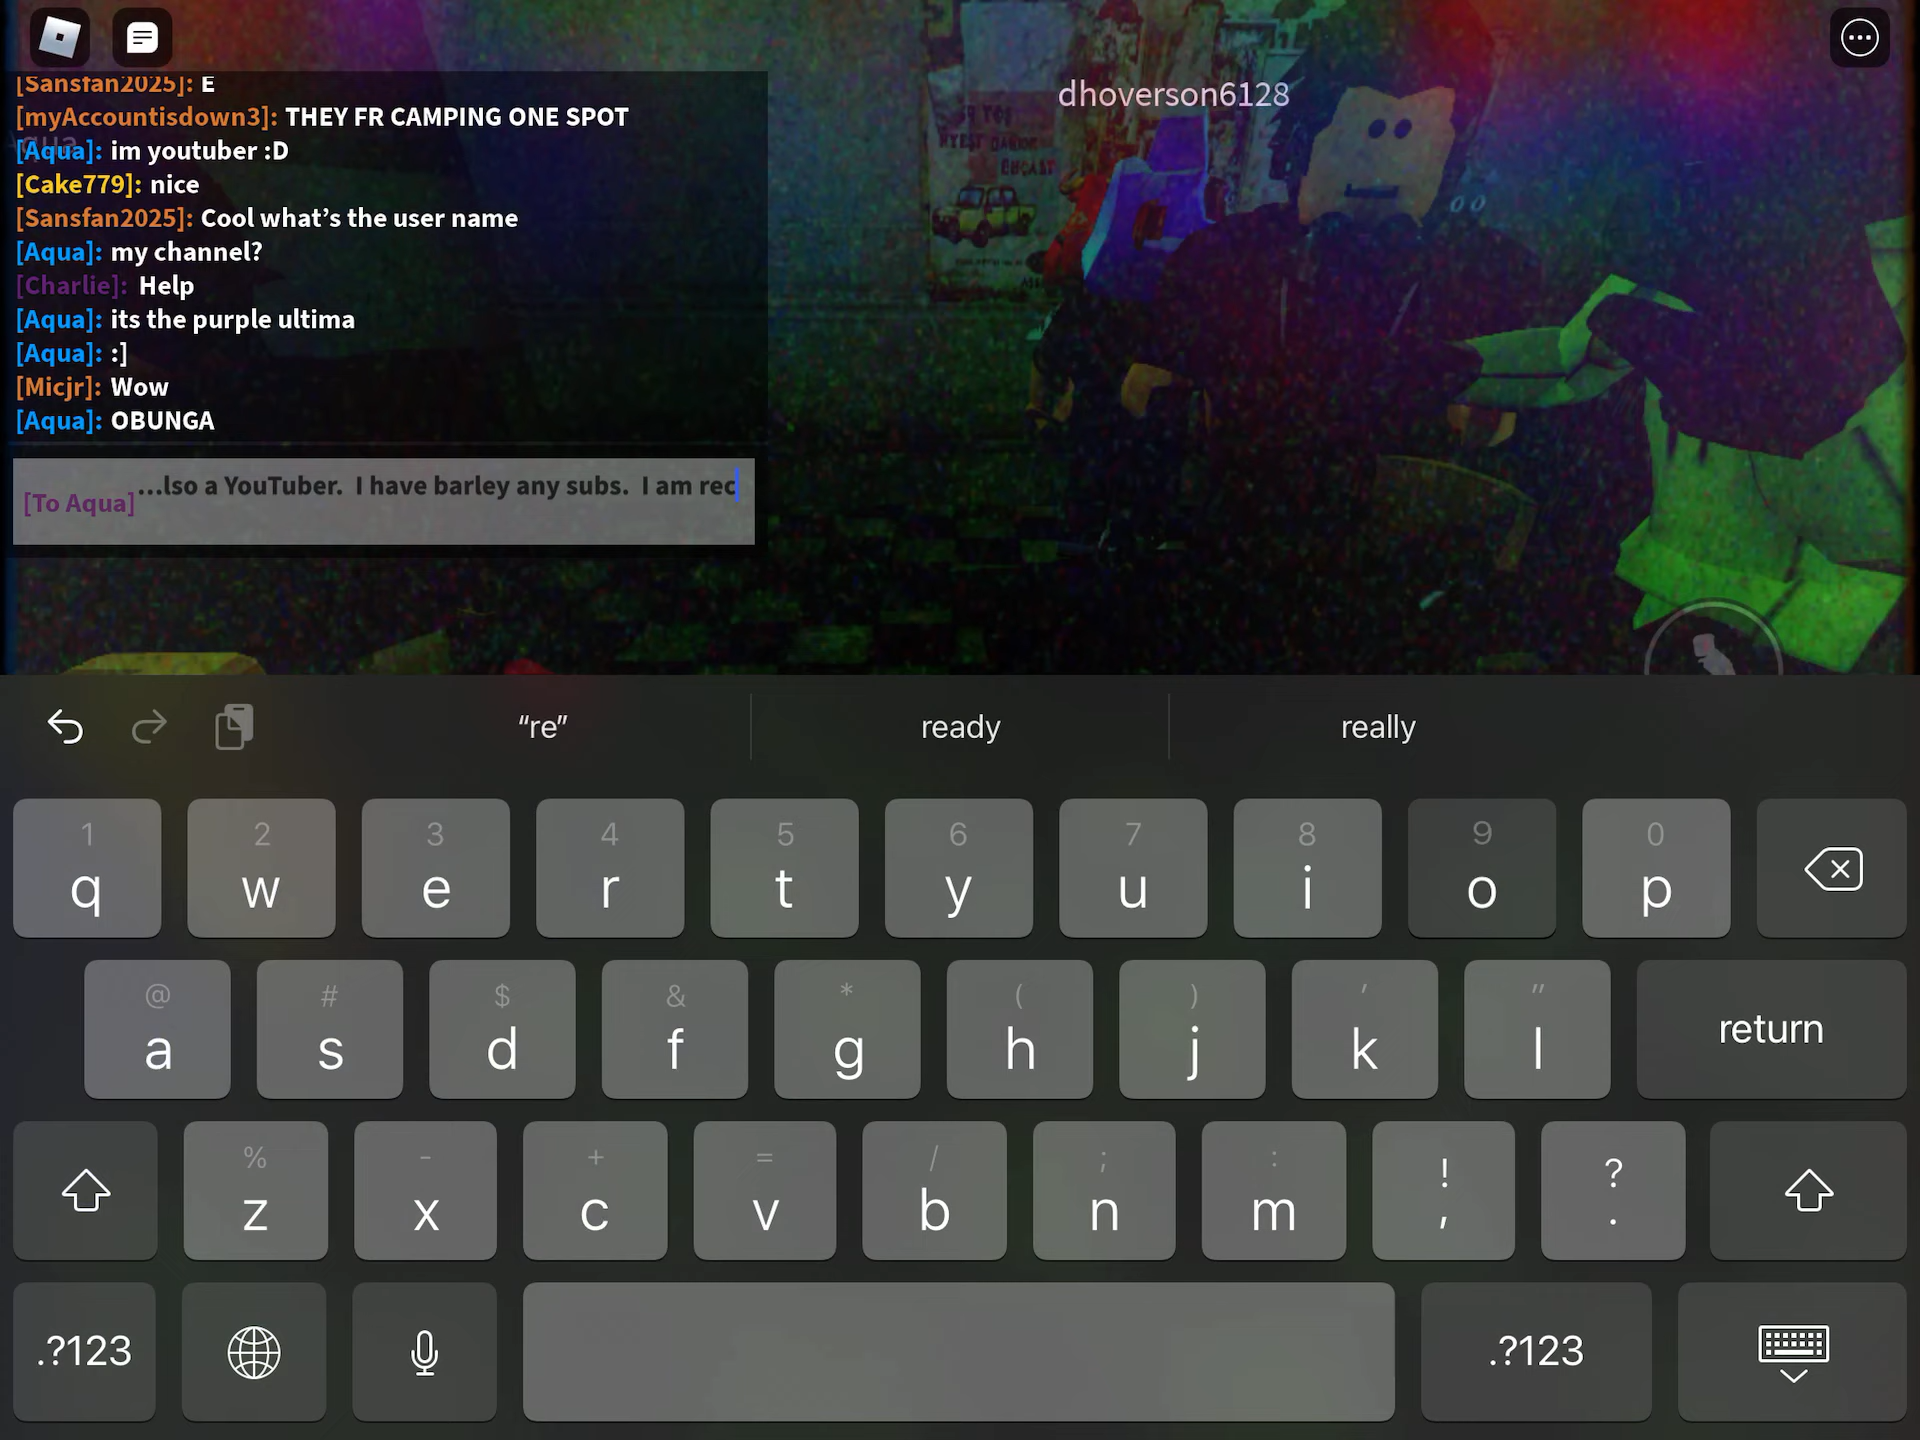 [Sansfan2025]: E
[myAccountisdown3]: THEY FR CAMPING ONE SPOT
[Aqua]: im youtuber :D
[Cake779]: nice
[Sansfan2025]: Cool what’s the user name
[Aqua]: my channel?
[Charlie]: Help
[Aqua]: its the purple ultima
[Aqua]: :]
[Micjr]: Wow
[Aqua]: OBUNGA
[To Aqua] ...lso a YouTuber. I have barley any subs. I am rec
dhoverson6128
“re” ready really
1 2 3 4 5 6 7 8 9 0
q w e r t y u i o p
@ # $ & * ( ) ' "
a s d f g h j k l return
% - + = / ; : ! ?
z x c v b n m , .
.?123 .?123